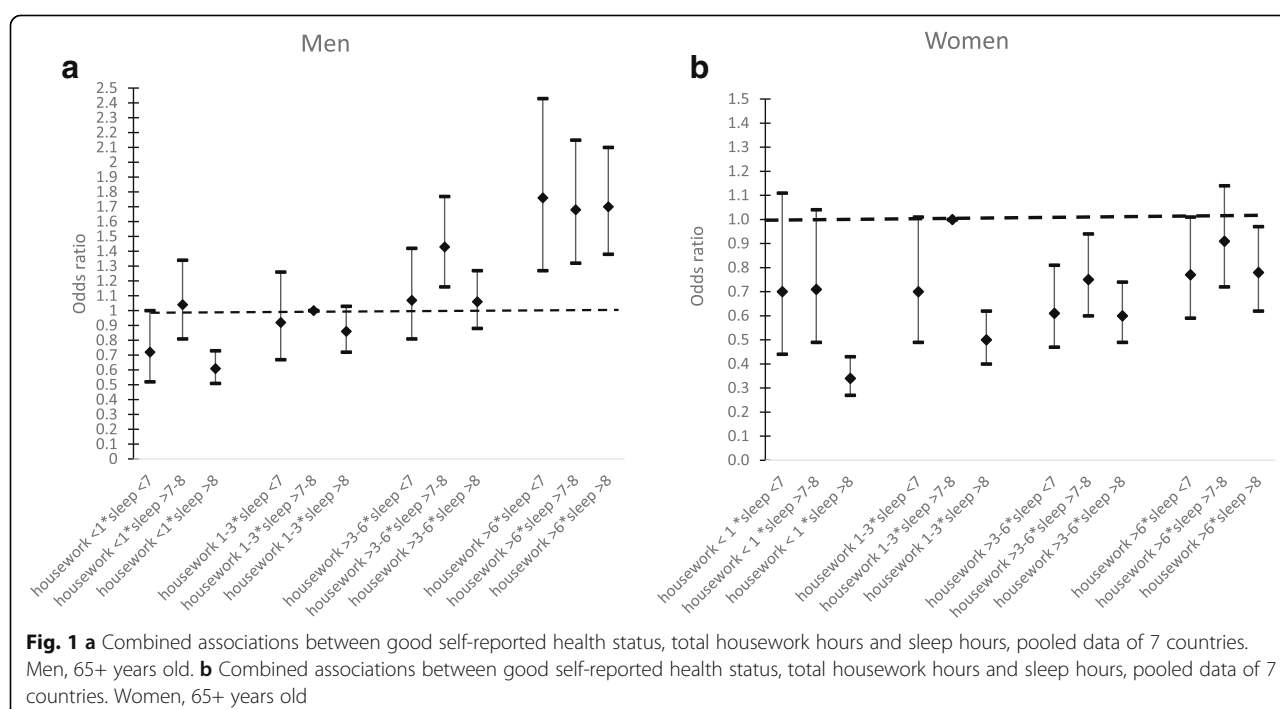 Men
a
2.5
2.4
2.3
2.2
2.1
2
1.9
1.8
1.7
1.6
1.5
1.4
1.3
1.2
1.1
1
0.9
0.8
0.7
0.6
0.5
0.4
0.3
0.2
0.1
0
Odds ratio
housework <1*sleep <7
housework <1*sleep >7-8
housework <1*sleep >8
housework 1-3*sleep <7
housework 1-3*sleep >7-8
housework 1-3*sleep >8
housework >3-6*sleep <7
housework >3-6*sleep >7-8
housework >3-6*sleep >8
housework >6*sleep <7
housework >6*sleep >7-8
housework >6*sleep >8
Women
b
1.5
1.4
1.3
1.2
1.1
1.0
0.9
0.8
0.7
0.6
0.5
0.4
0.3
0.2
0.1
0.0
Odds ratio
housework < 1 *sleep <7
housework < 1 *sleep >7-8
housework < 1 *sleep >8
housework 1-3*sleep <7
housework 1-3*sleep >7-8
housework 1-3*sleep >8
housework >3-6*sleep <7
housework >3-6*sleep >7-8
housework >3-6*sleep >8
housework >6*sleep <7
housework >6*sleep >7-8
housework >6*sleep >8
Fig. 1 a Combined associations between good self-reported health status, total housework hours and sleep hours, pooled data of 7 countries.
Men, 65+ years old. b Combined associations between good self-reported health status, total housework hours and sleep hours, pooled data of 7
countries. Women, 65+ years old